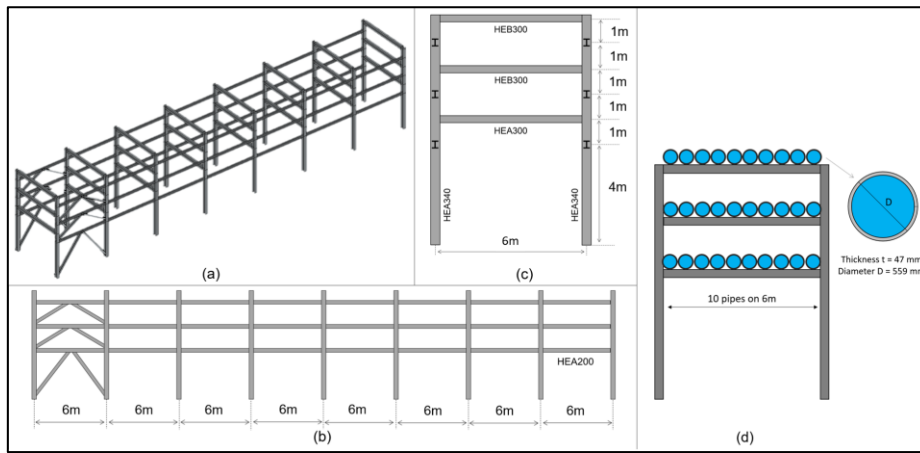 (a)
HEA200
6m 6m 6m 6m 6m 6m 6m 6m
(b)
HEB300
1m
1m
HEB300
1m
1m
HEA300
1m
HEA340
HEA340
4m
6m
(c)
D
Thickness t = 47 mm
Diameter D = 559 mm
10 pipes on 6m
(d)